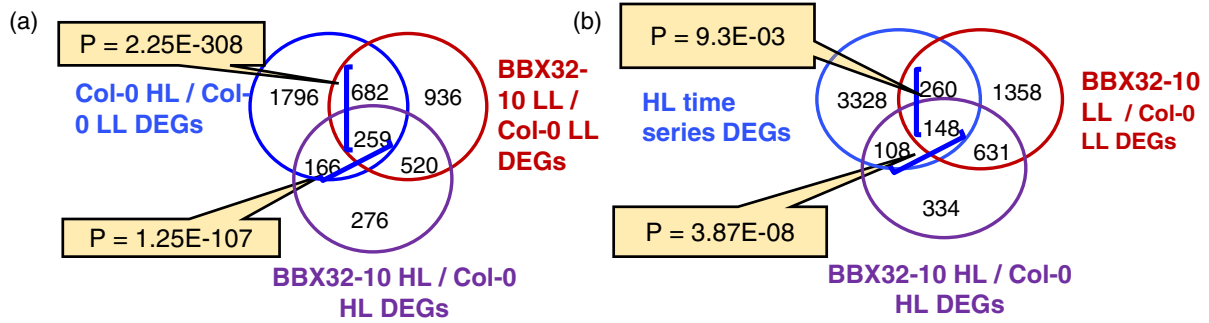 (a)
P = 2.25E-308
Col-0 HL / Col-
0 LL DEGs
1796
682
936
BBX32-
10 LL /
Col-0 LL
DEGs
259
166
520
276
P = 1.25E-107
BBX32-10 HL / Col-0
HL DEGs
(b)
P = 9.3E-03
HL time
series DEGs
3328
260
1358
BBX32-10
LL / Col-0
LL DEGs
148
108
631
334
P = 3.87E-08
BBX32-10 HL / Col-0
HL DEGs